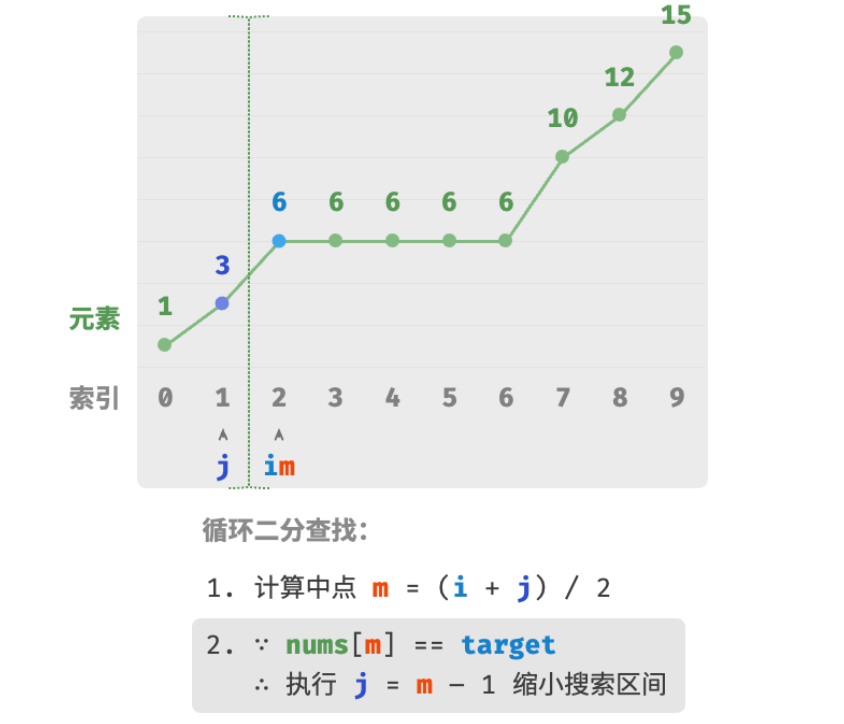 15
12
10
6 6 6 6 6
3
1
元素
索引 0 1 2 3 4 5 6 7 8 9
j im
循环二分查找：
1. 计算中点 m = (i + j) / 2
2. ∵ nums[m] == target
∴ 执行 j = m − 1 缩小搜索区间